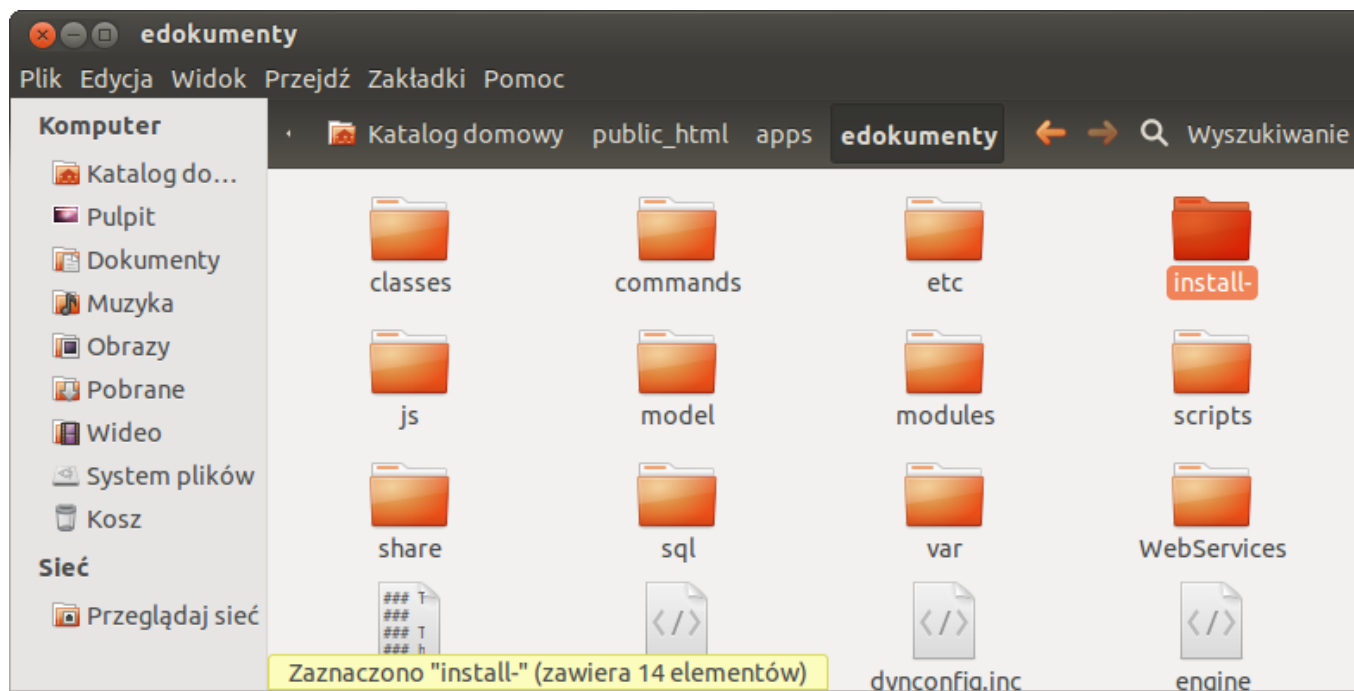 edokumenty
Plik Edycja Widok Przejdź Zakładki Pomoc
Komputer
Katalog do...
Pulpit
Dokumenty
Muzyka
Obrazy
Pobrane
Wideo
System plików
Kosz
Sieć
Przeglądaj sieć
Katalog domowy public_html apps edokumenty Wyszukiwanie
classes commands etc install-
js model modules scripts
share sql var WebServices
### T
###
### T
### h
</> </> </>
dynconfig.inc engine
Zaznaczono "install-" (zawiera 14 elementów)